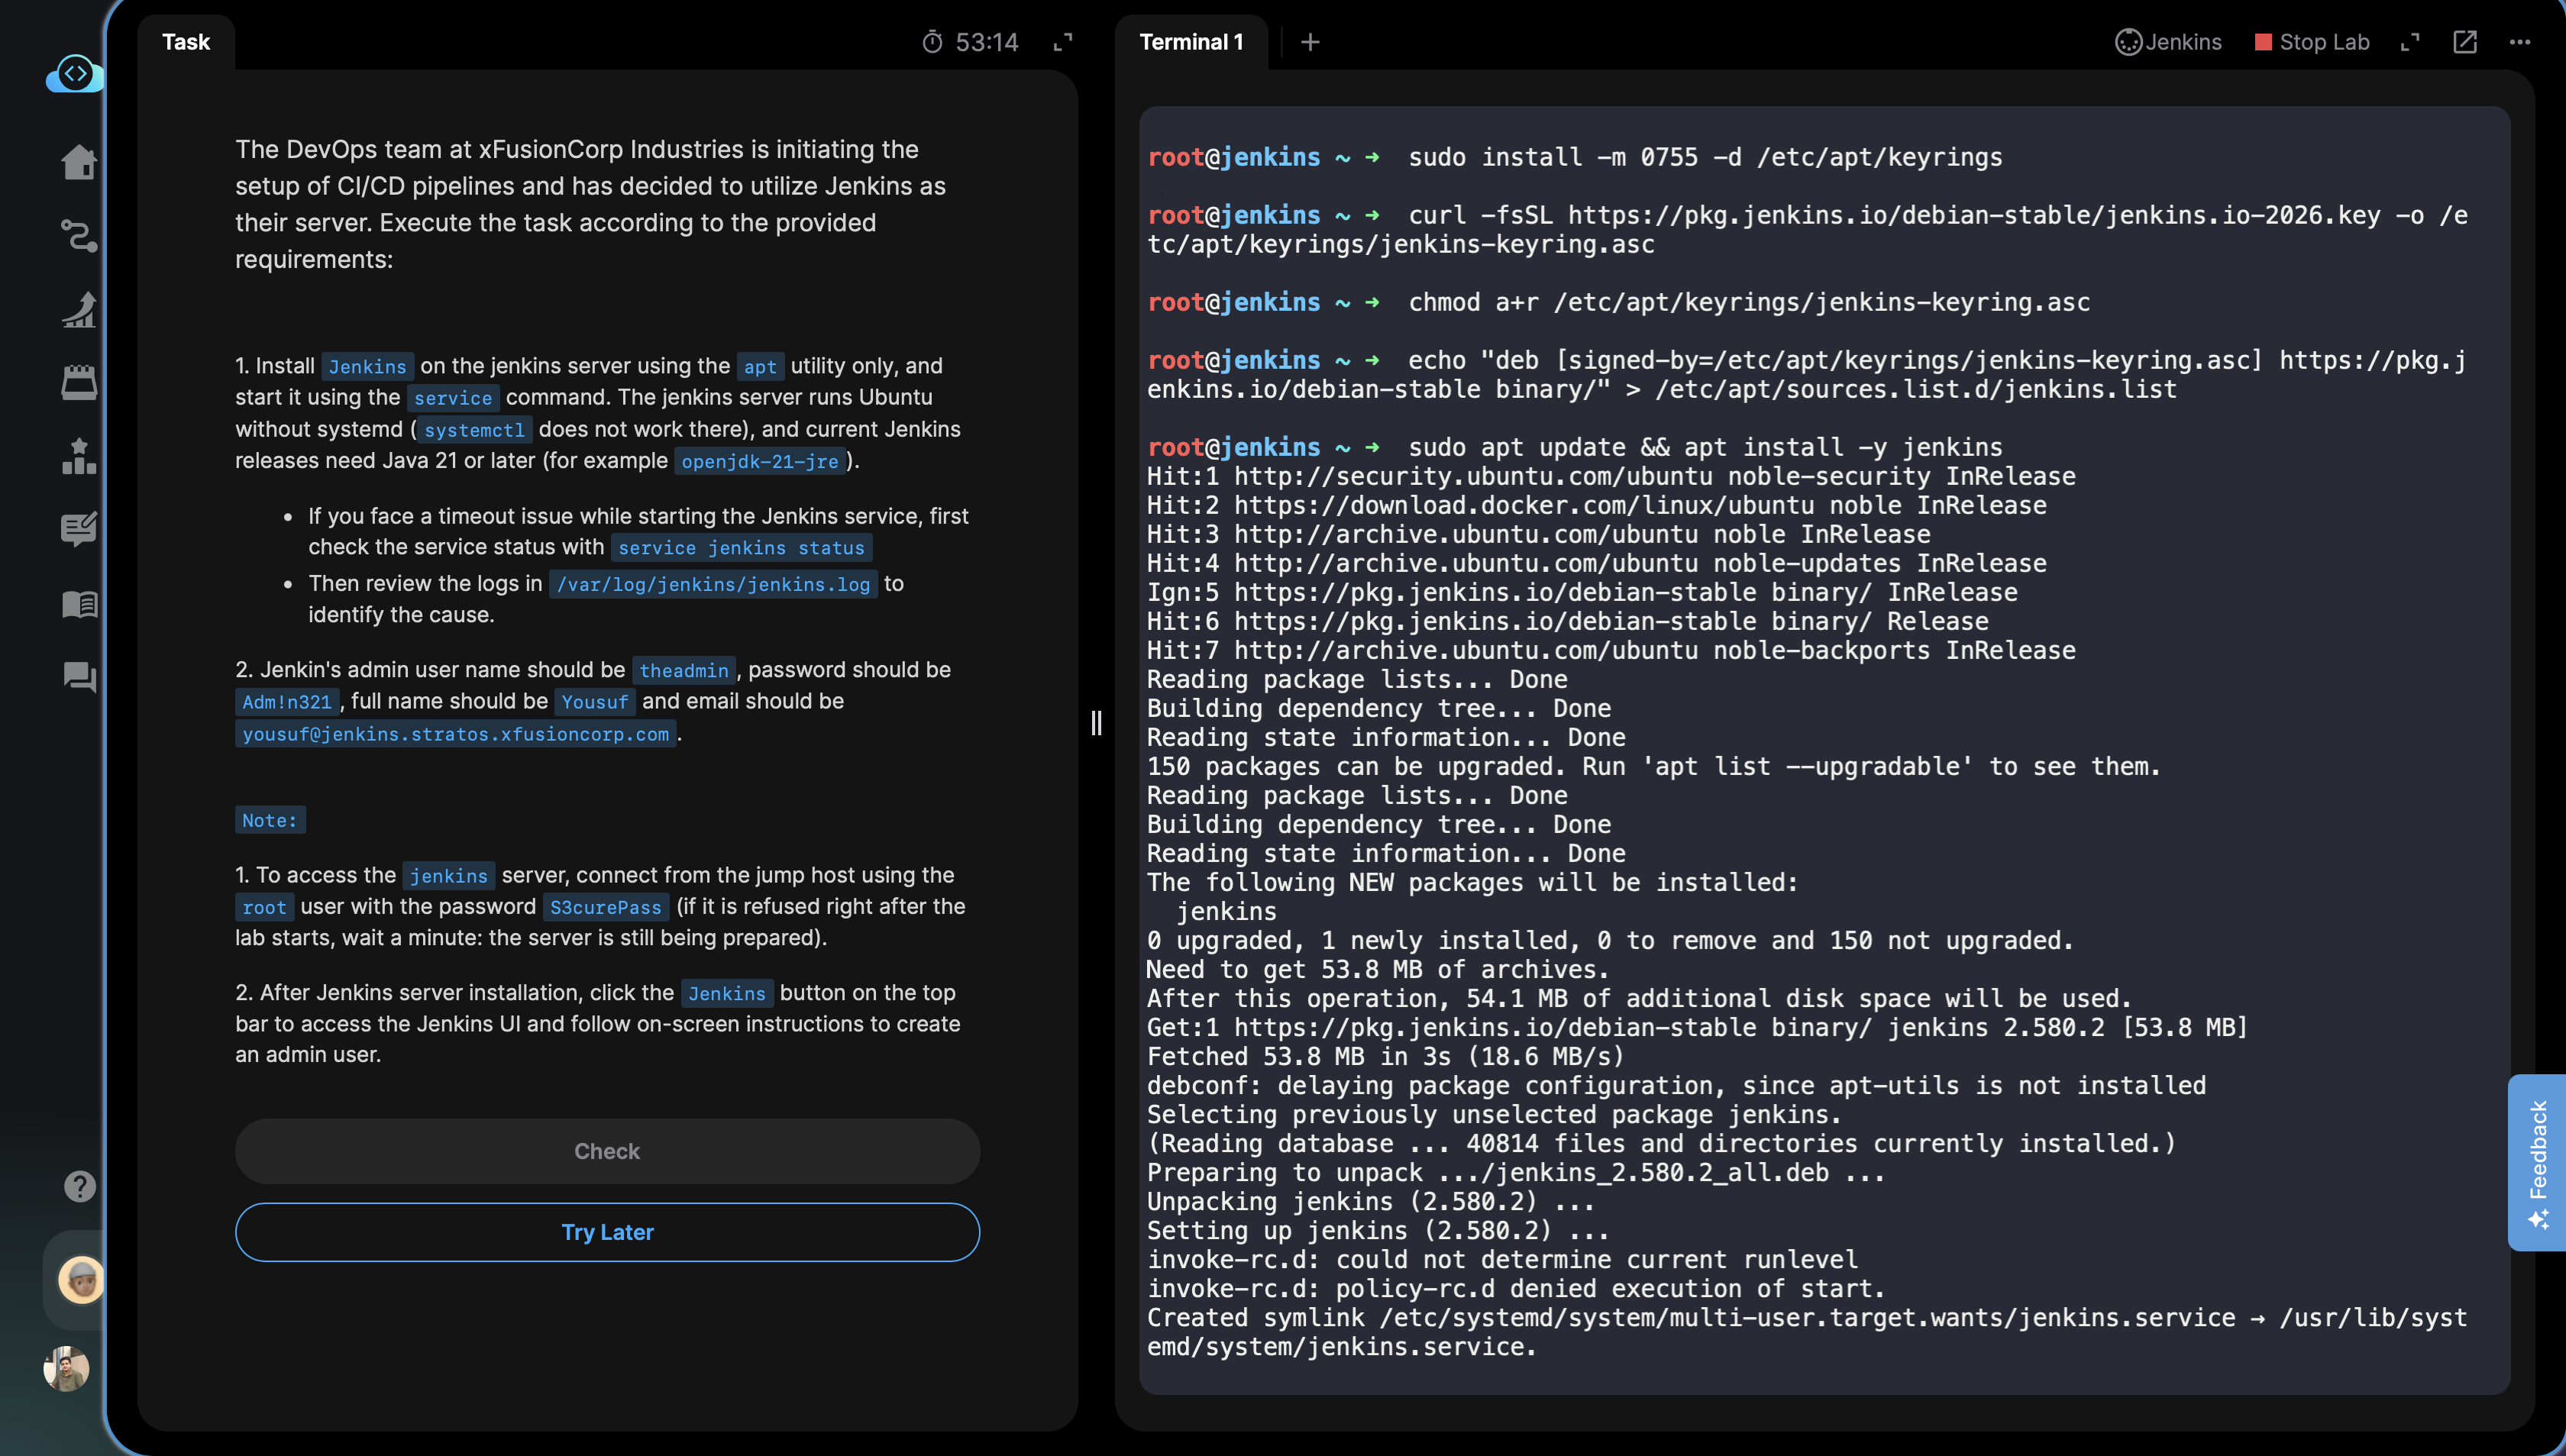 Task
53:14
The DevOps team at xFusionCorp Industries is initiating the
setup of CI/CD pipelines and has decided to utilize Jenkins as
their server. Execute the task according to the provided
requirements:
1. Install Jenkins on the jenkins server using the apt utility only, and
start it using the service command. The jenkins server runs Ubuntu
without systemd ( systemctl does not work there), and current Jenkins
releases need Java 21 or later (for example openjdk-21-jre ).
• If you face a timeout issue while starting the Jenkins service, first
check the service status with service jenkins status
• Then review the logs in /var/log/jenkins/jenkins.log to
identify the cause.
2. Jenkin's admin user name should be theadmin , password should be
Adm!n321 , full name should be Yousuf and email should be
yousuf@jenkins.stratos.xfusioncorp.com .
Note:
1. To access the jenkins server, connect from the jump host using the
root user with the password S3curePass (if it is refused right after the
lab starts, wait a minute: the server is still being prepared).
2. After Jenkins server installation, click the Jenkins button on the top
bar to access the Jenkins UI and follow on-screen instructions to create
an admin user.
Check
Try Later
Terminal 1
Jenkins
Stop Lab
root@jenkins ~ ➜ sudo install -m 0755 -d /etc/apt/keyrings
root@jenkins ~ ➜ curl -fsSL https://pkg.jenkins.io/debian-stable/jenkins.io-2026.key -o /e
tc/apt/keyrings/jenkins-keyring.asc
root@jenkins ~ ➜ chmod a+r /etc/apt/keyrings/jenkins-keyring.asc
root@jenkins ~ ➜ echo "deb [signed-by=/etc/apt/keyrings/jenkins-keyring.asc] https://pkg.j
enkins.io/debian-stable binary/" > /etc/apt/sources.list.d/jenkins.list
root@jenkins ~ ➜ sudo apt update && apt install -y jenkins
Hit:1 http://security.ubuntu.com/ubuntu noble-security InRelease
Hit:2 https://download.docker.com/linux/ubuntu noble InRelease
Hit:3 http://archive.ubuntu.com/ubuntu noble InRelease
Hit:4 http://archive.ubuntu.com/ubuntu noble-updates InRelease
Ign:5 https://pkg.jenkins.io/debian-stable binary/ InRelease
Hit:6 https://pkg.jenkins.io/debian-stable binary/ Release
Hit:7 http://archive.ubuntu.com/ubuntu noble-backports InRelease
Reading package lists... Done
Building dependency tree... Done
Reading state information... Done
150 packages can be upgraded. Run 'apt list --upgradable' to see them.
Reading package lists... Done
Building dependency tree... Done
Reading state information... Done
The following NEW packages will be installed:
jenkins
0 upgraded, 1 newly installed, 0 to remove and 150 not upgraded.
Need to get 53.8 MB of archives.
After this operation, 54.1 MB of additional disk space will be used.
Get:1 https://pkg.jenkins.io/debian-stable binary/ jenkins 2.580.2 [53.8 MB]
Fetched 53.8 MB in 3s (18.6 MB/s)
debconf: delaying package configuration, since apt-utils is not installed
Selecting previously unselected package jenkins.
(Reading database ... 40814 files and directories currently installed.)
Preparing to unpack .../jenkins_2.580.2_all.deb ...
Unpacking jenkins (2.580.2) ...
Setting up jenkins (2.580.2) ...
invoke-rc.d: could not determine current runlevel
invoke-rc.d: policy-rc.d denied execution of start.
Created symlink /etc/systemd/system/multi-user.target.wants/jenkins.service → /usr/lib/syst
emd/system/jenkins.service.
Feedback